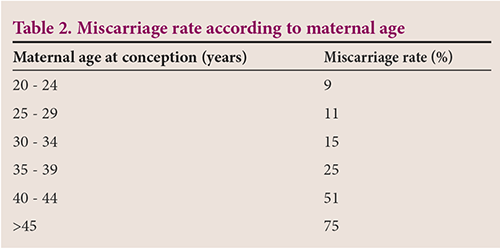 Table 2. Miscarriage rate according to maternal age
Maternal age at conception (years) Miscarriage rate (%)
20 - 24 9
25 - 29 11
30 - 34 15
35 - 39 25
40 - 44 51
>45 75